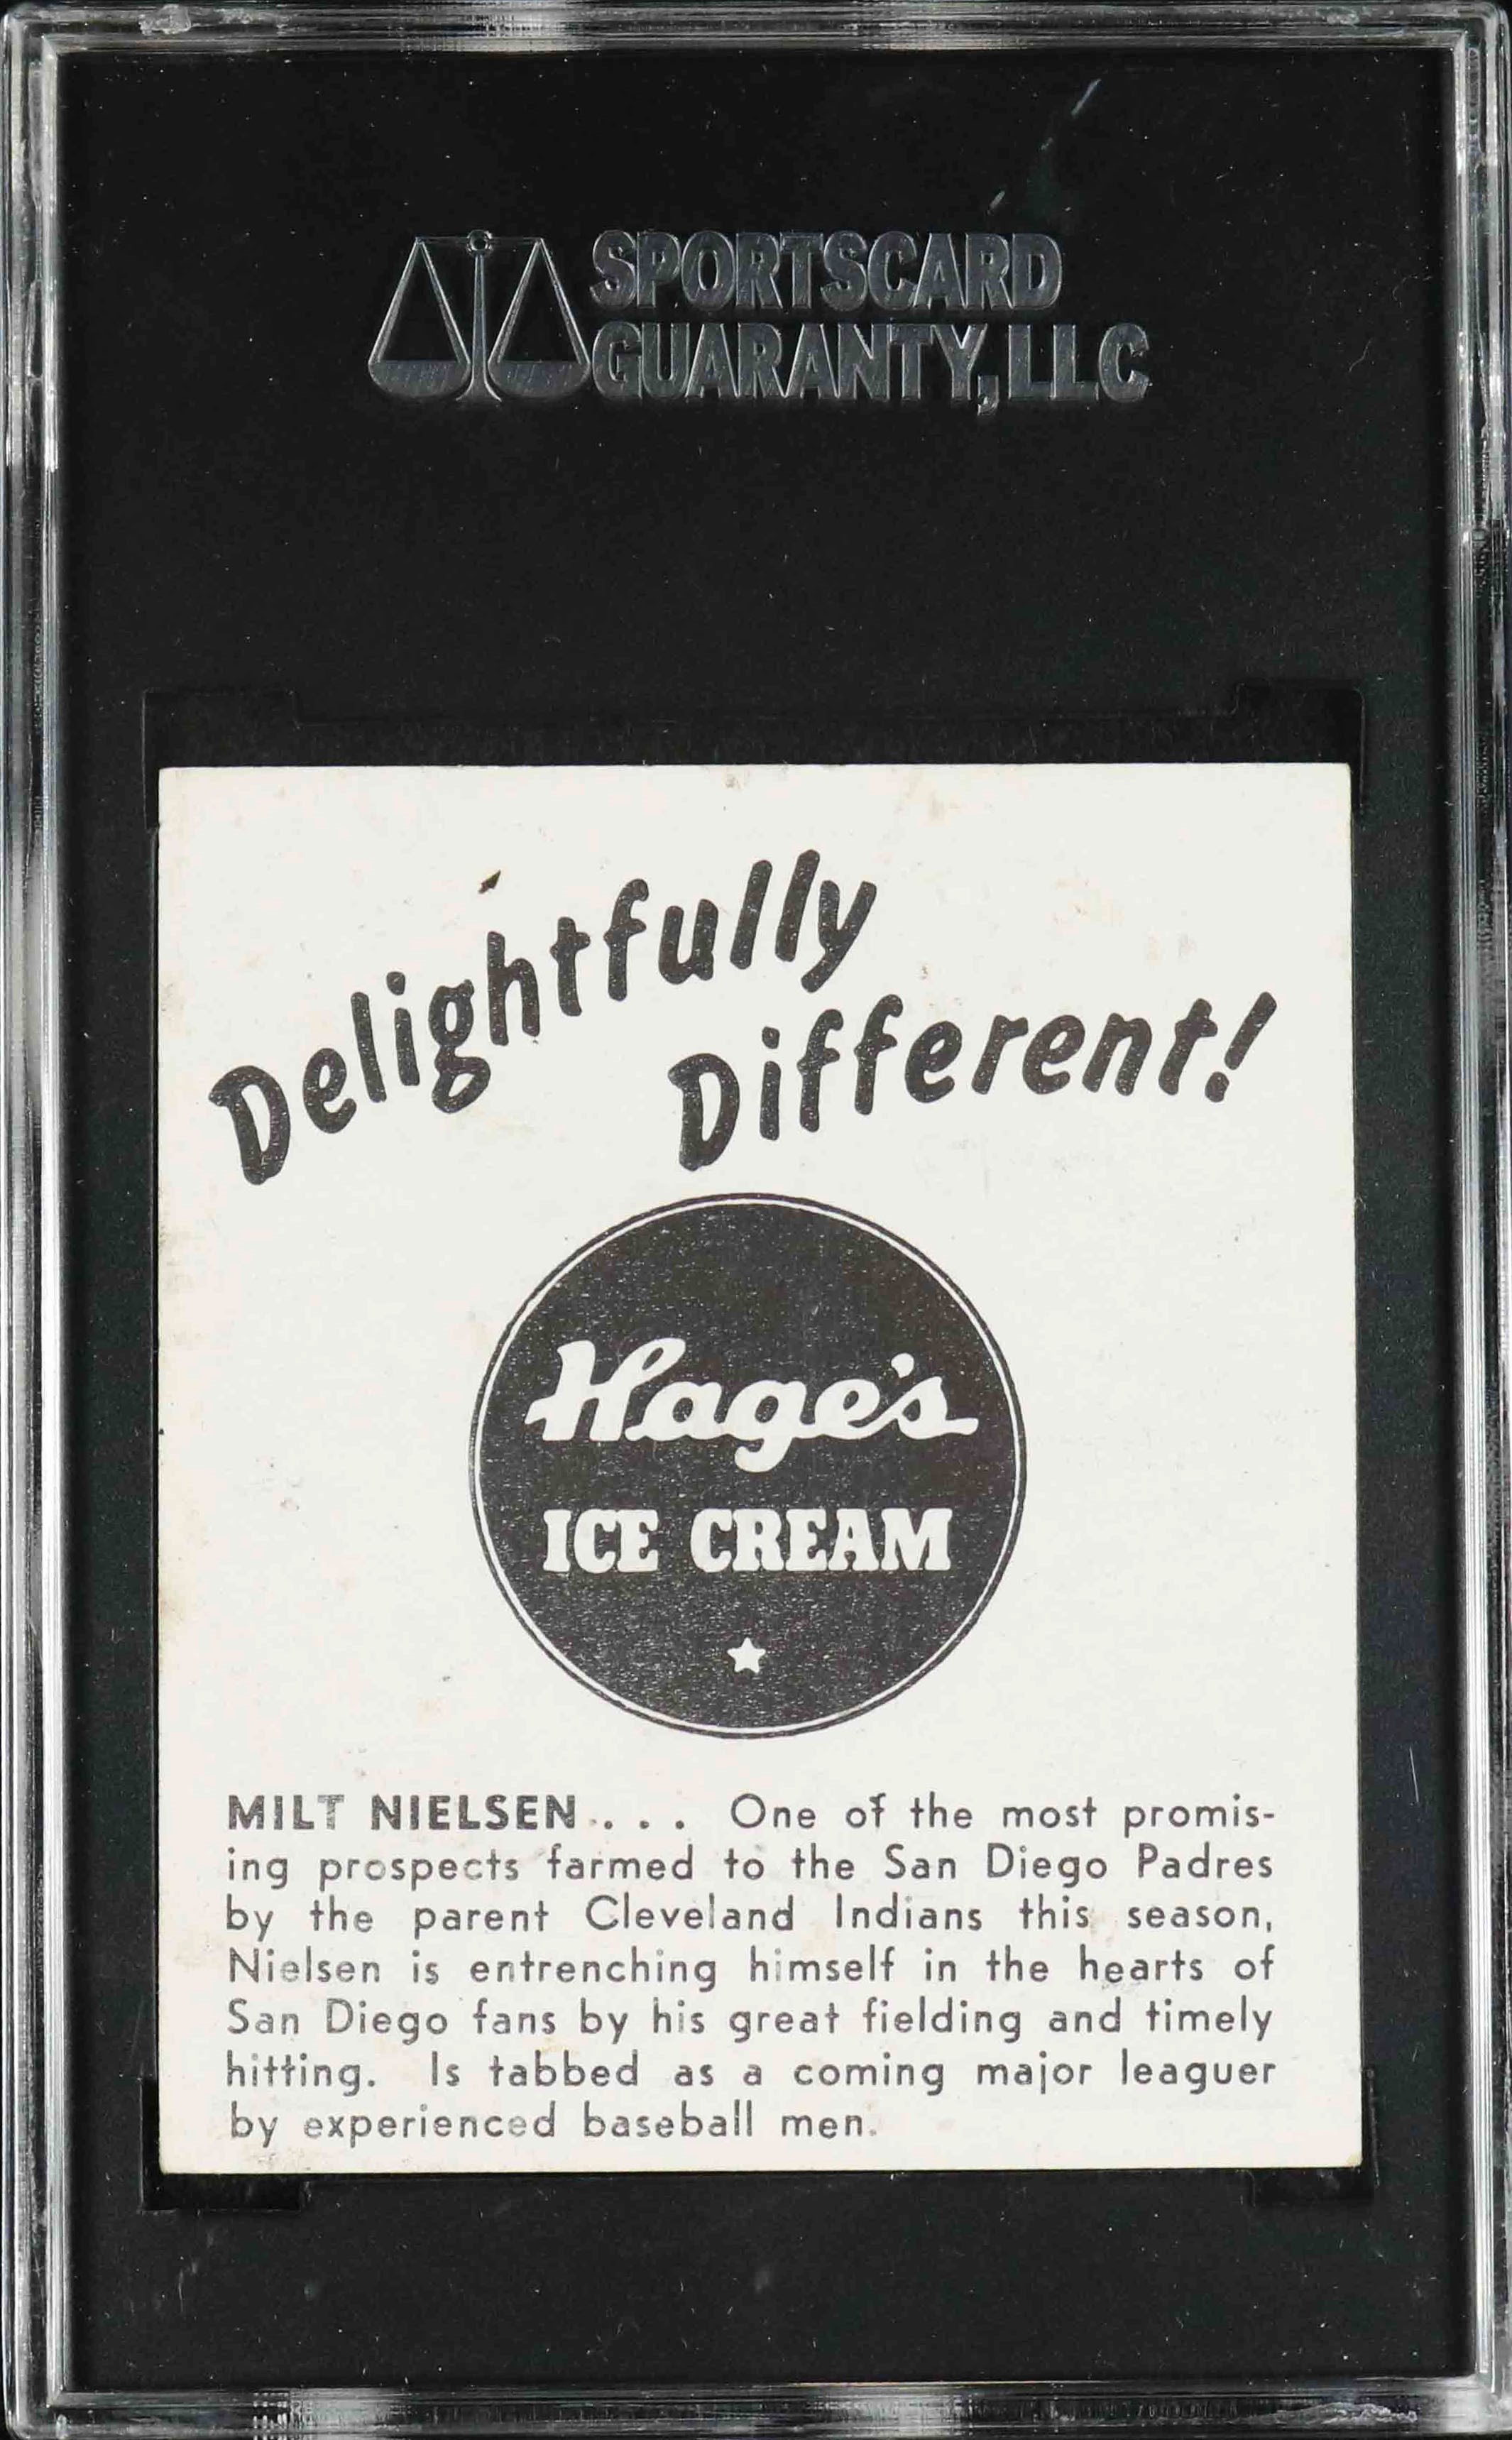 SPORTSCARD
GUARANTY, LLC
Delightfully
Different!
Hage's
ICE CREAM
MILT NIELSEN . . . One of the most promis-
ing prospects farmed to the San Diego Padres
by the parent Cleveland Indians this season,
Nielsen is entrenching himself in the hearts of
San Diego fans by his great fielding and timely
hitting. Is tabbed as a coming major leaguer
by experienced baseball men.